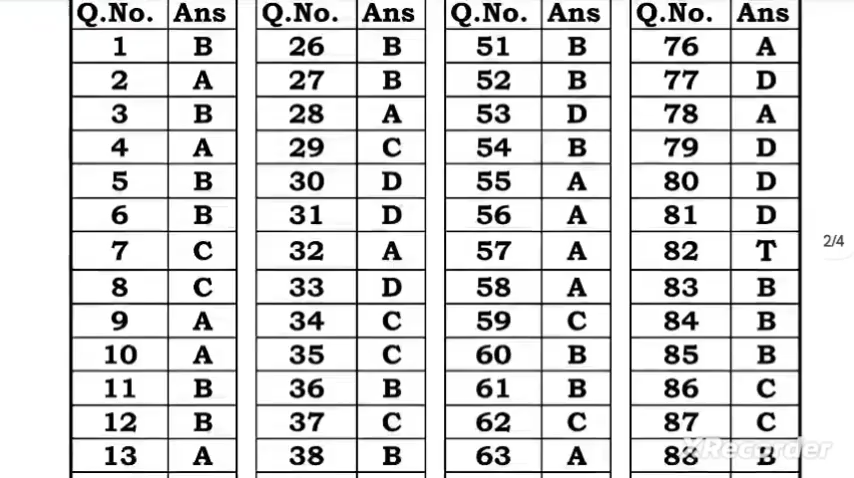 Q.No. Ans Q.No. Ans Q.No. Ans Q.No. Ans
1 B 26 B 51 B 76 A
2 A 27 B 52 B 77 D
3 B 28 A 53 D 78 A
4 A 29 C 54 B 79 D
5 B 30 D 55 A 80 D
6 B 31 D 56 A 81 D
7 C 32 A 57 A 82 T
2/4
8 C 33 D 58 A 83 B
9 A 34 C 59 C 84 B
10 A 35 C 60 B 85 B
11 B 36 B 61 B 86 C
12 B 37 C 62 C 87 C
13 A 38 B 63 A 88 B
XRecorder